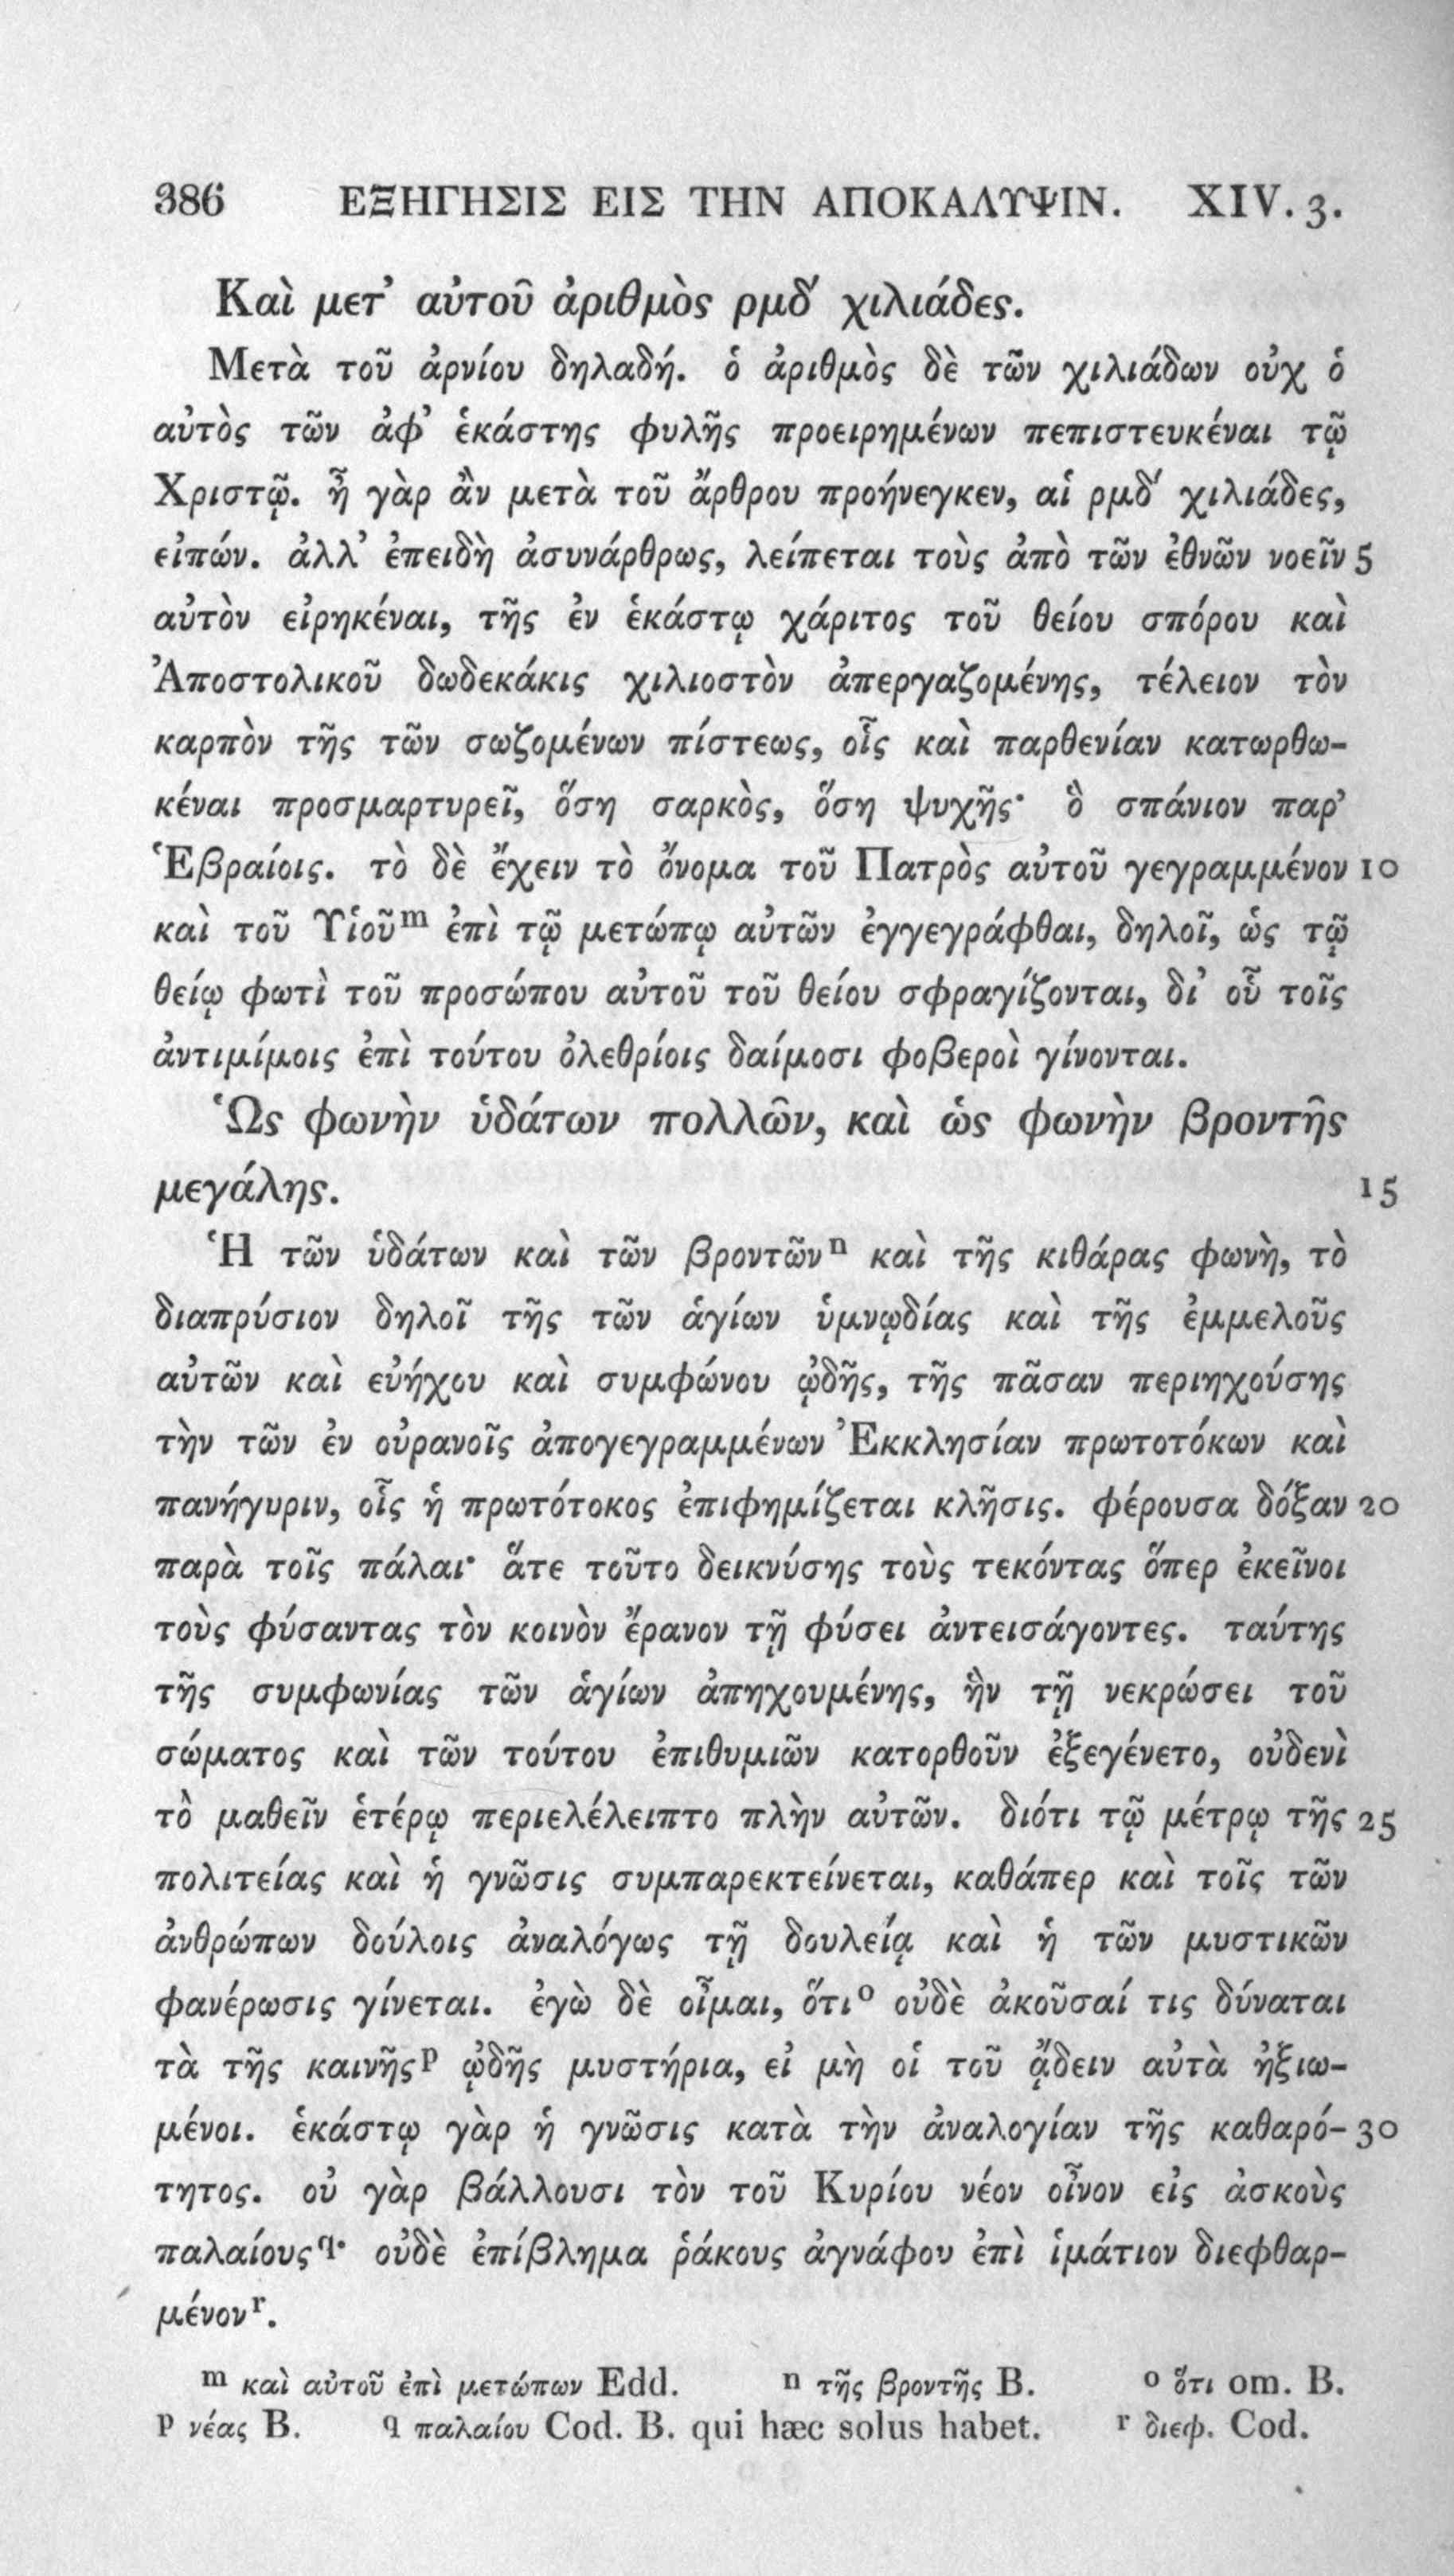 386 ΕΞΗΓΗΣΙΣ ΕΙΣ ΤΗΝ ΑΠΟΚΑΛΥΨΙΝ. XIV. 3.
Καὶ μετ' αὐτοῦ ἀριθμὸς ρμδ' χιλιάδες.
Μετὰ τοῦ ἀρνίου δηλαδή. ὁ ἀριθμὸς δὲ τῶν χιλιάδων οὐχ ὁ
αὐτὸς τῶν ἀφ' ἑκάστης φυλῆς προειρημένων πεπιστευκέναι τῷ
Χριστῷ. ἦ γὰρ ἂν μετὰ τοῦ ἄρθρου προήνεγκεν, αἱ ρμδ' χιλιάδες,
εἰπών. ἀλλ' ἐπειδὴ ἀσυνάρθρως, λείπεται τοὺς ἀπὸ τῶν ἐθνῶν νοεῖν 5
αὐτὸν εἰρηκέναι, τῆς ἐν ἑκάστῳ χάριτος τοῦ θείου σπόρου καὶ
Ἀποστολικοῦ δωδεκάκις χιλιοστὸν ἀπεργαζομένης, τέλειον τὸν
καρπὸν τῆς τῶν σωζομένων πίστεως, οἷς καὶ παρθενίαν κατωρθω-
κέναι προσμαρτυρεῖ, ὅση σαρκὸς, ὅση ψυχῆς· ὃ σπάνιον παρ'
Ἑβραίοις. τὸ δὲ ἔχειν τὸ ὄνομα τοῦ Πατρὸς αὐτοῦ γεγραμμένον 10
καὶ τοῦ Υἱοῦ m ἐπὶ τῷ μετώπῳ αὐτῶν ἐγγεγράφθαι, δηλοῖ, ὡς τῷ
θείῳ φωτὶ τοῦ προσώπου αὐτοῦ τοῦ θείου σφραγίζονται, δι' οὗ τοῖς
ἀντιμίμοις ἐπὶ τούτου ὀλεθρίοις δαίμοσι φοβεροὶ γίνονται.
Ὡς φωνὴν ὑδάτων πολλῶν, καὶ ὡς φωνὴν βροντῆς
μεγάλης. 15
Ἡ τῶν ὑδάτων καὶ τῶν βροντῶν n καὶ τῆς κιθάρας φωνὴ, τὸ
διαπρύσιον δηλοῖ τῆς τῶν ἁγίων ὑμνῳδίας καὶ τῆς ἐμμελοῦς
αὐτῶν καὶ εὐήχου καὶ συμφώνου ᾠδῆς, τῆς πᾶσαν περιηχούσης
τὴν τῶν ἐν οὐρανοῖς ἀπογεγραμμένων Ἐκκλησίαν πρωτοτόκων καὶ
πανήγυριν, οἷς ἡ πρωτότοκος ἐπιφημίζεται κλῆσις. φέρουσα δόξαν 20
παρὰ τοῖς πάλαι· ἅτε τοῦτο δεικνύσης τοὺς τεκόντας ὅπερ ἐκεῖνοι
τοὺς φύσαντας τὸν κοινὸν ἔρανον τῇ φύσει ἀντεισάγοντες. ταύτης
τῆς συμφωνίας τῶν ἁγίων ἀπηχουμένης, ἣν τῇ νεκρώσει τοῦ
σώματος καὶ τῶν τούτου ἐπιθυμιῶν κατορθοῦν ἐξεγένετο, οὐδενὶ
τὸ μαθεῖν ἑτέρῳ περιελέλειπτο πλὴν αὐτῶν. διότι τῷ μέτρῳ τῆς 25
πολιτείας καὶ ἡ γνῶσις συμπαρεκτείνεται, καθάπερ καὶ τοῖς τῶν
ἀνθρώπων δούλοις ἀναλόγως τῇ δουλείᾳ καὶ ἡ τῶν μυστικῶν
φανέρωσις γίνεται. ἐγὼ δὲ οἶμαι, ὅτι o οὐδὲ ἀκοῦσαί τις δύναται
τὰ τῆς καινῆς p ᾠδῆς μυστήρια, εἰ μὴ οἱ τοῦ ᾄδειν αὐτὰ ἠξιω-
μένοι. ἑκάστῳ γὰρ ἡ γνῶσις κατὰ τὴν ἀναλογίαν τῆς καθαρό- 30
τητος. οὐ γὰρ βάλλουσι τὸν τοῦ Κυρίου νέον οἶνον εἰς ἀσκοὺς
παλαίους q· οὐδὲ ἐπίβλημα ῥάκους ἀγνάφου ἐπὶ ἱμάτιον διεφθαρ-
μένον r.
m καὶ αὐτοῦ ἐπὶ μετώπων Edd. n τῆς βροντῆς B. o ὅτι om. B.
p νέας B. q παλαίου Cod. B. qui hæc solus habet. r διεφ. Cod.